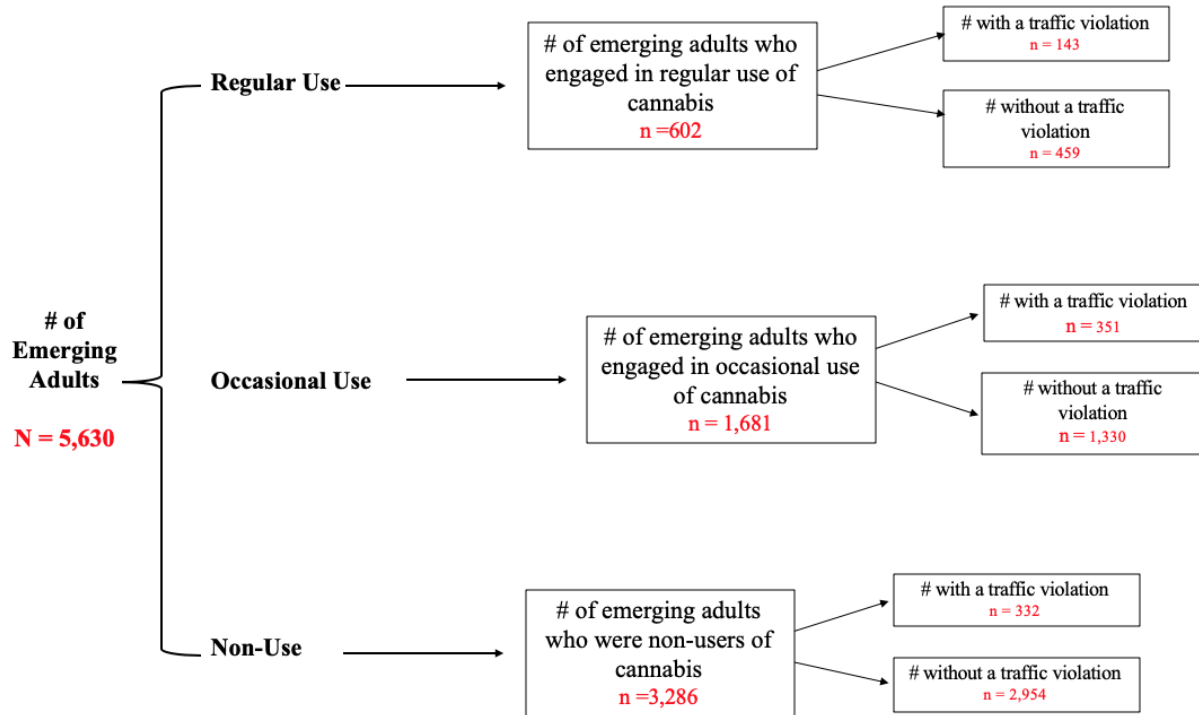 # of
Emerging
Adults
N = 5,630
Regular Use
# of emerging adults who
engaged in regular use of
cannabis
n =602
# with a traffic violation
n = 143
# without a traffic
violation
n = 459
Occasional Use
# of emerging adults who
engaged in occasional use
of cannabis
n = 1,681
# with a traffic violation
n = 351
# without a traffic
violation
n = 1,330
Non-Use
# of emerging adults
who were non-users of
cannabis
n =3,286
# with a traffic violation
n = 332
# without a traffic violation
n = 2,954